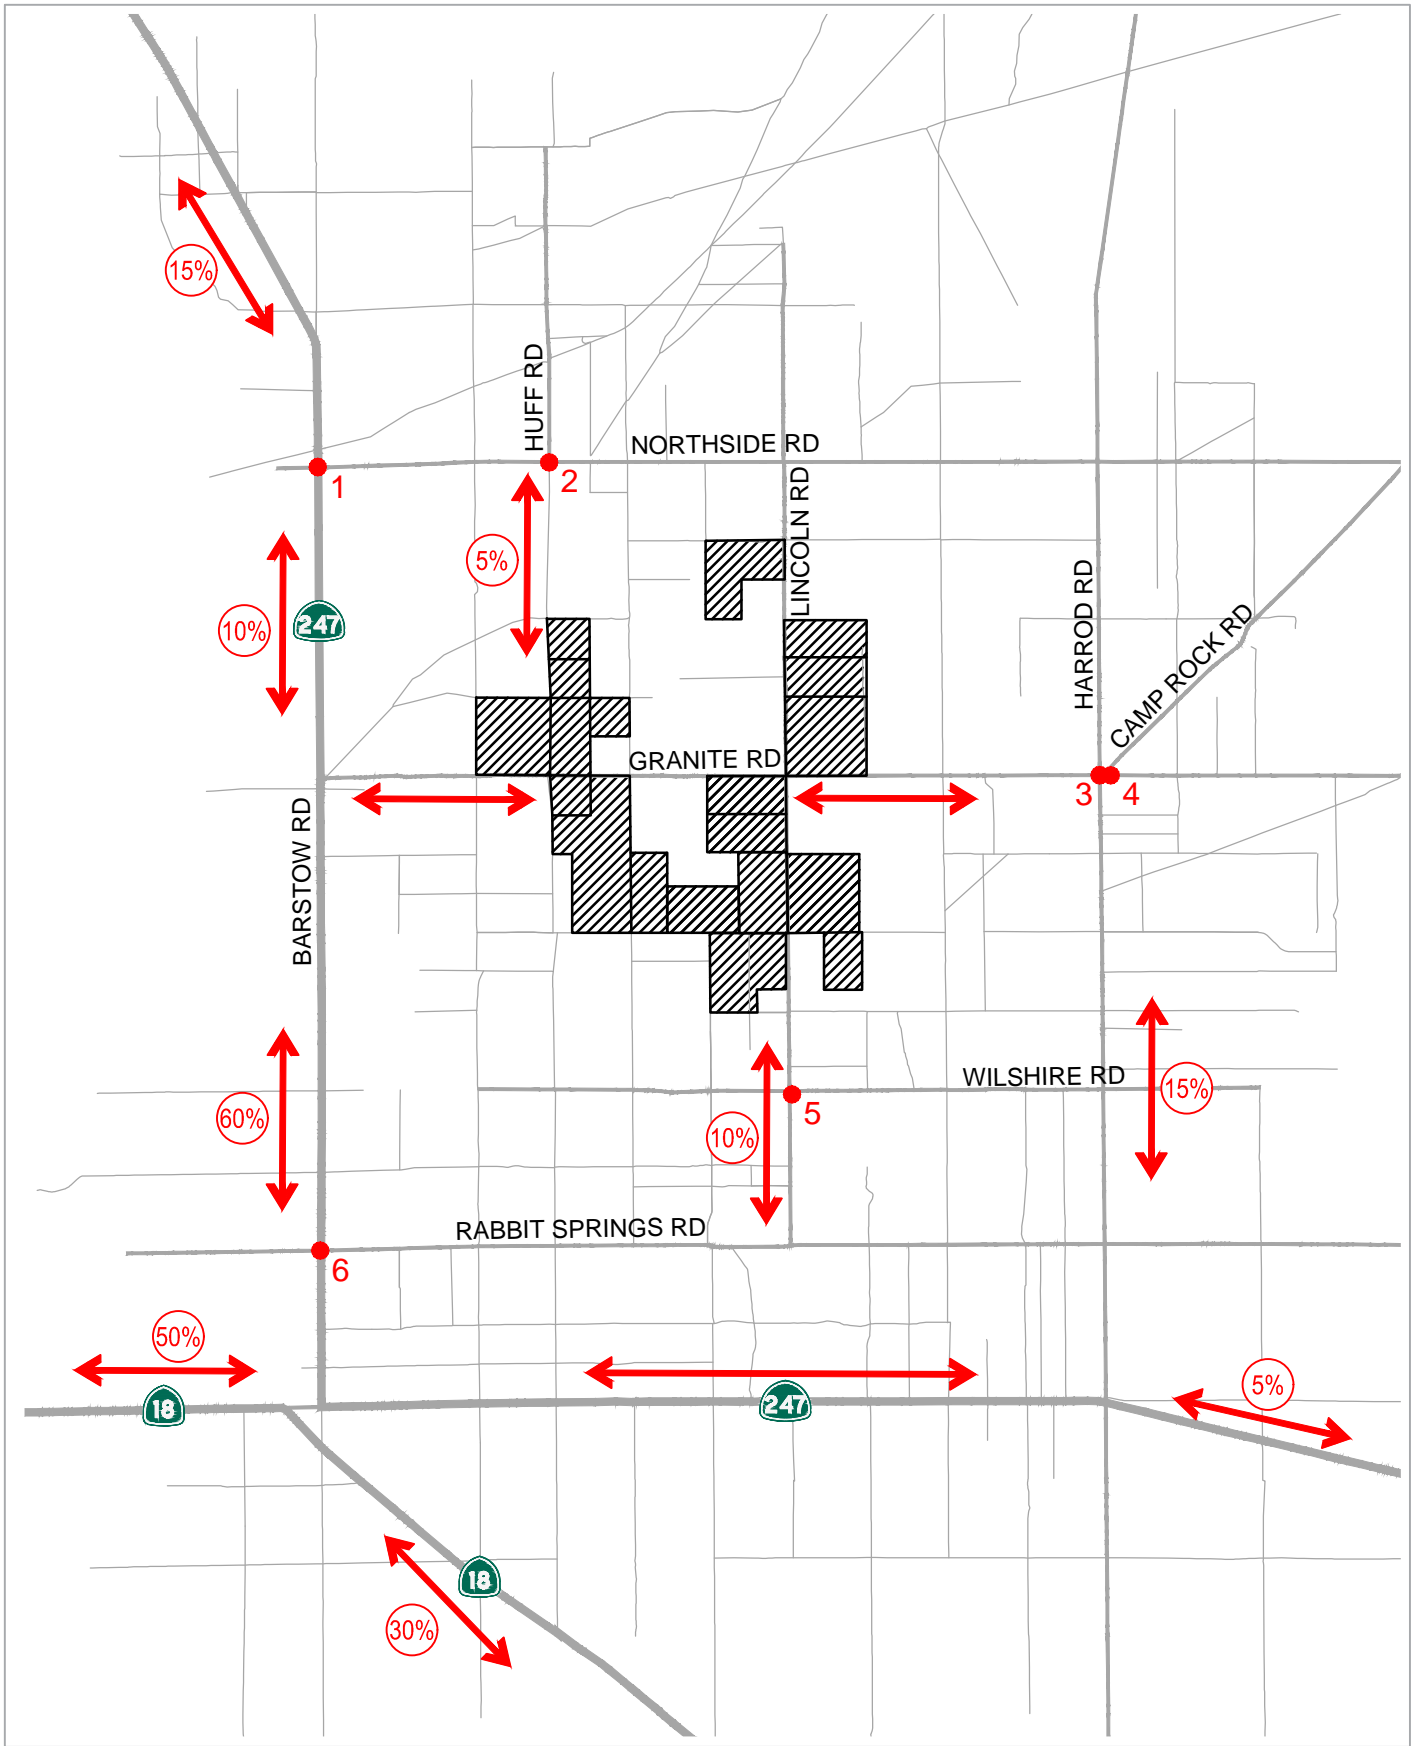 15%
HUFF RD
NORTHSIDE RD
1
2
LINCOLN RD
5%
10%
247
HARROD RD
CAMP ROCK RD
GRANITE RD
3
4
BARSTOW RD
WILSHIRE RD
15%
60%
5
10%
RABBIT SPRINGS RD
6
50%
18
247
5%
18
30%